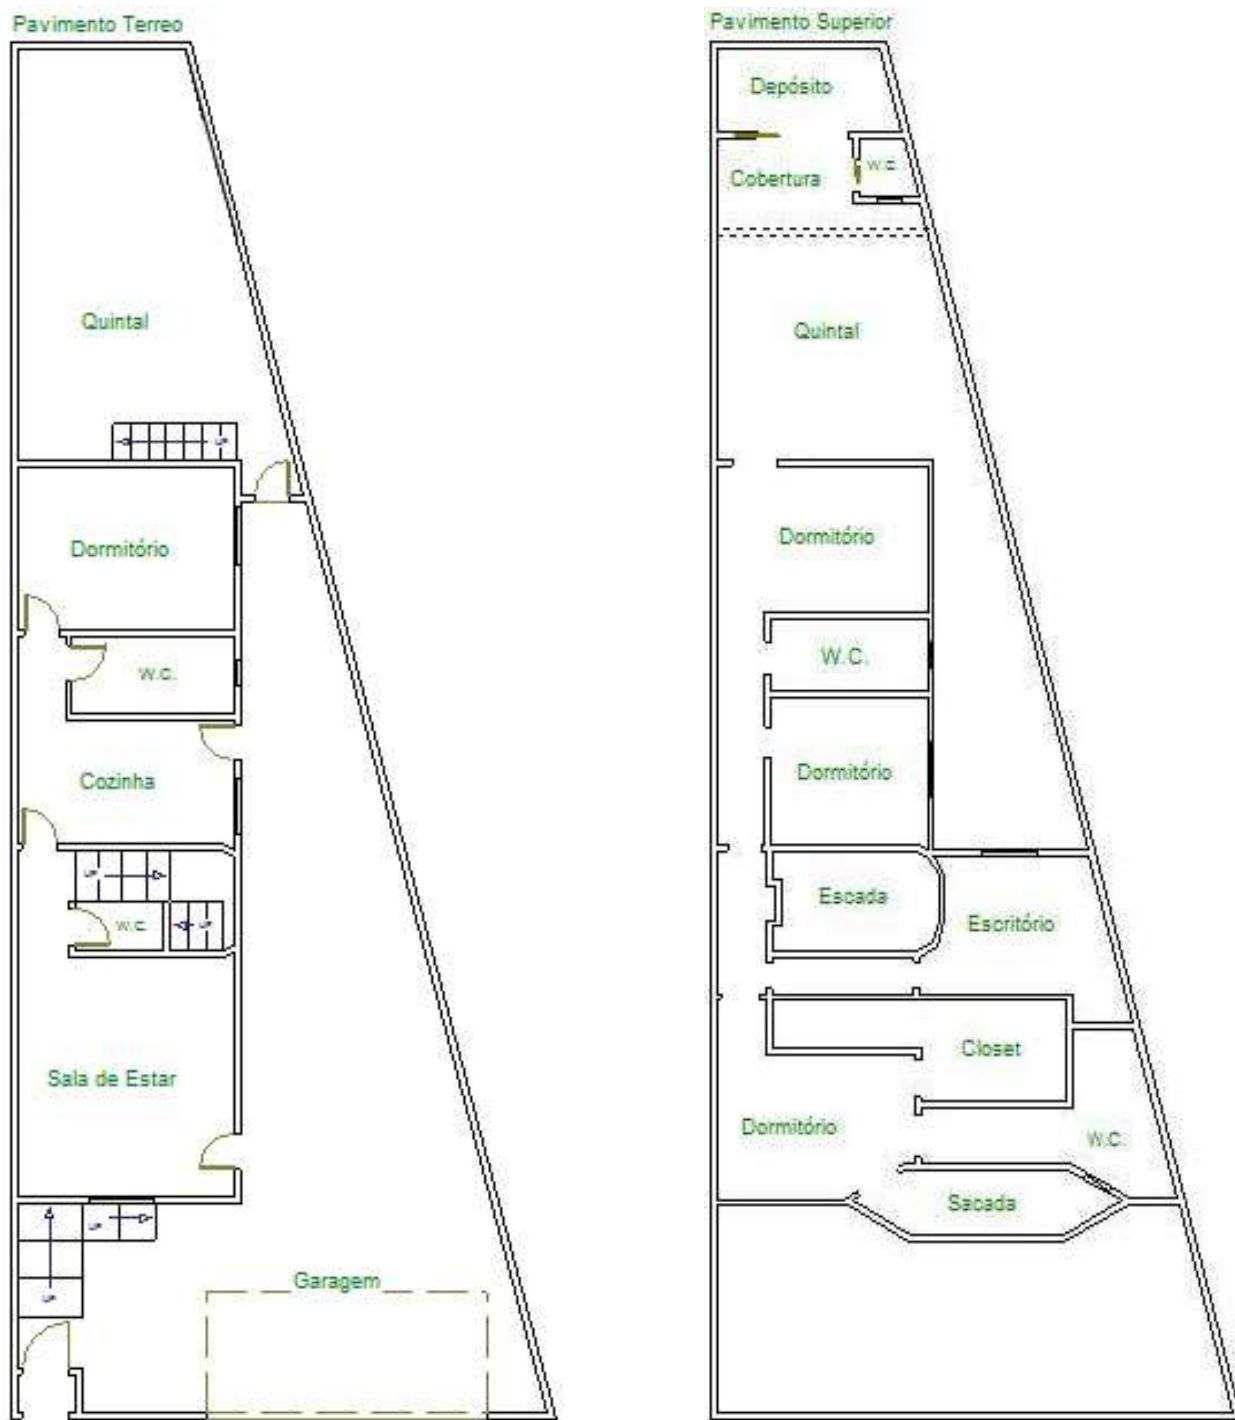 Pavimento Terreo
Quintal
Dormitório
W.C.
Cozinha
W.C.
Sala de Estar
Garagem
Pavimento Superior
Depósito
W.C.
Cobertura
Quintal
Dormitório
W.C.
Dormitório
Escada
Escritório
Closet
Dormitório
W.C.
Sacada